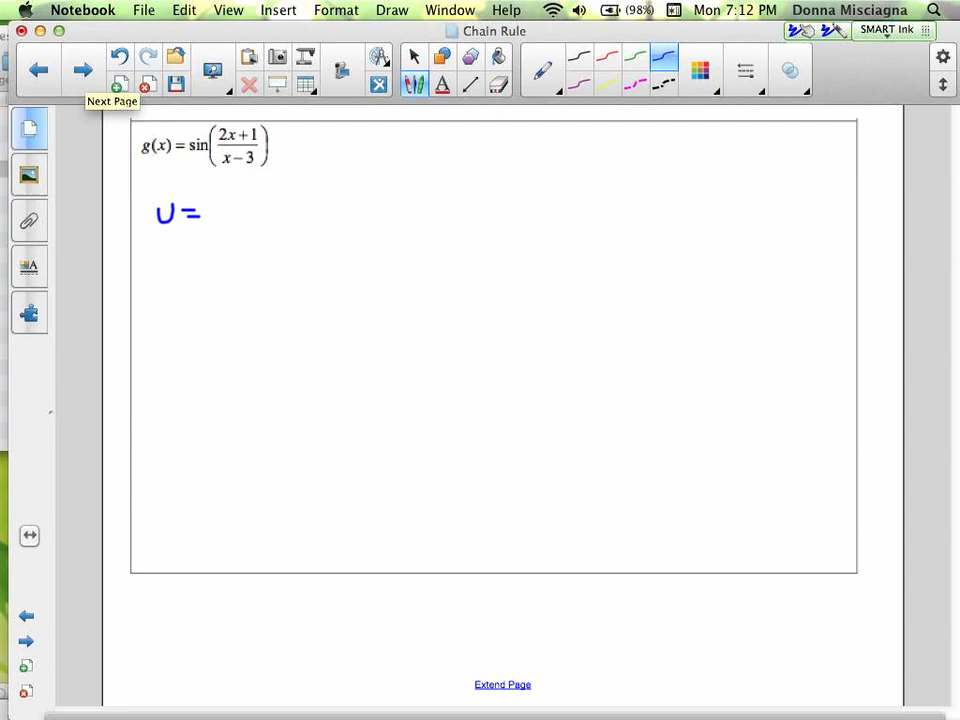 Notebook File Edit View Insert Format Draw Window Help (98%) Mon 7:12 PM Donna Misciagna
Chain Rule
SMART Ink
Next Page
g(x) = sin((2x+1)/(x−3))
U =
Extend Page